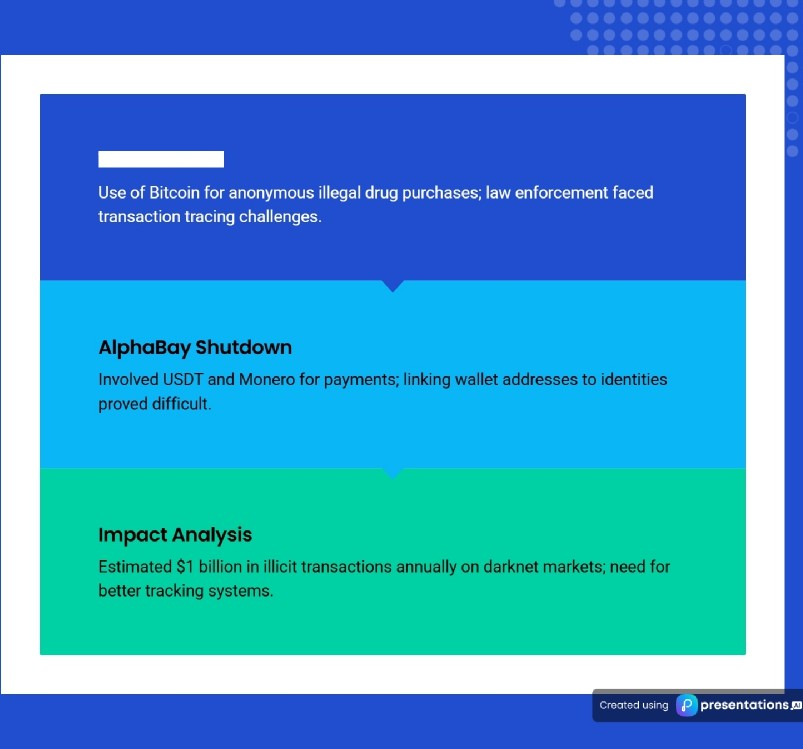 Use of Bitcoin for anonymous illegal drug purchases; law enforcement faced
transaction tracing challenges.
AlphaBay Shutdown
Involved USDT and Monero for payments; linking wallet addresses to identities
proved difficult.
Impact Analysis
Estimated $1 billion in illicit transactions annually on darknet markets; need for
better tracking systems.
Created using presentations.AI